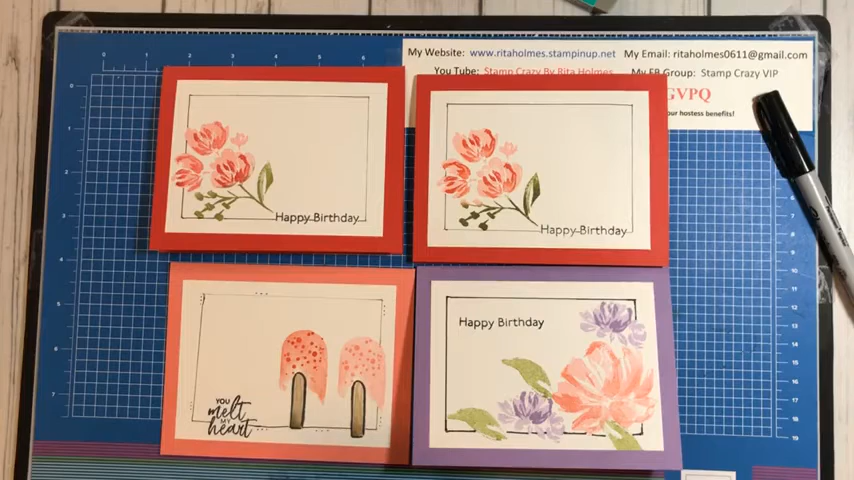 My Website: www.ritaholmes.stampinup.net My Email: ritaholmes0611@gmail.com
You Tube: Stamp Crazy By Rita Holmes My FB Group: Stamp Crazy VIP
GVPQ
our hostess benefits!
Happy Birthday
Happy Birthday
YOU
melt
MY
heart
Happy Birthday